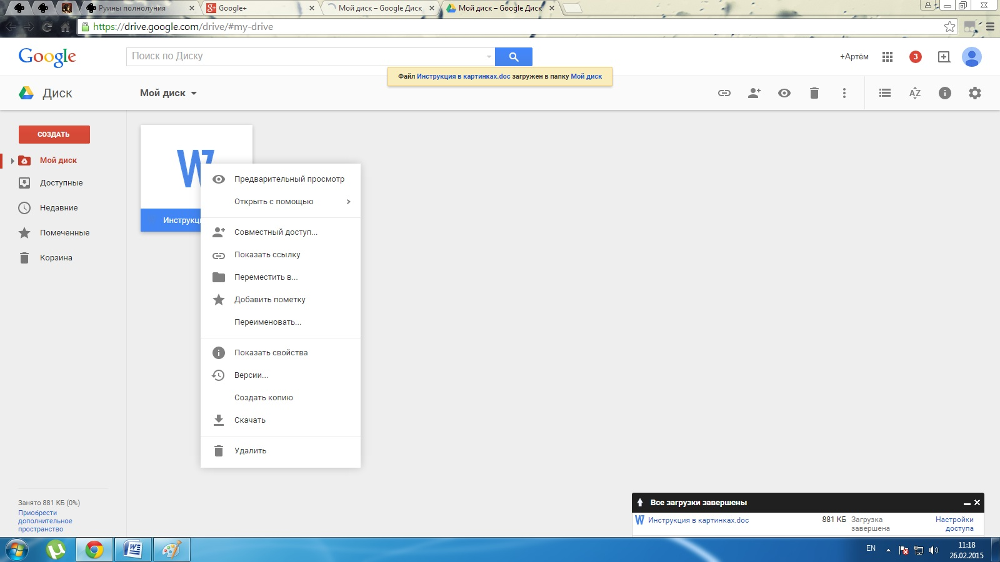 Руины полнолуния
Google+
Мой диск – Google Диск
Мой диск – Google Диск
https://drive.google.com/drive/#my-drive
Google
Поиск по Диску
+Артём
3
Файл Инструкция в картинках.doc загружен в папку Мой диск
Диск
Мой диск
AZ
СОЗДАТЬ
Мой диск
Доступные
Недавние
Помеченные
Корзина
W
Инструкц
Предварительный просмотр
Открыть с помощью
Совместный доступ...
Показать ссылку
Переместить в...
Добавить пометку
Переименовать...
Показать свойства
Версии...
Создать копию
Скачать
Удалить
Занято 881 КБ (0%)
Приобрести
дополнительное
пространство
Все загрузки завершены
W Инструкция в картинках.doc 881 КБ Загрузка завершена Настройки доступа
EN
11:18
26.02.2015